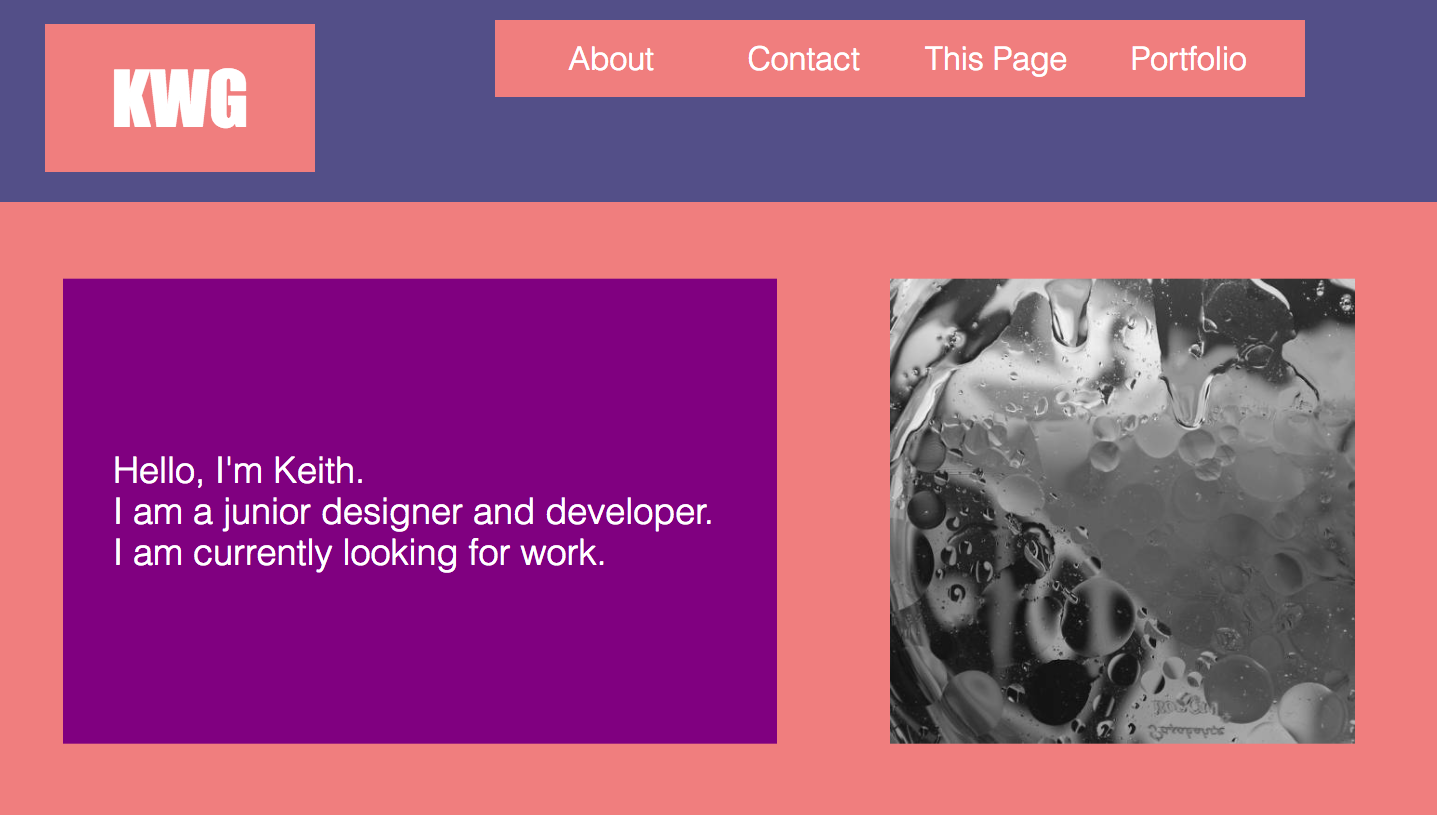 KWG
About Contact This Page Portfolio
Hello, I'm Keith.
I am a junior designer and developer.
I am currently looking for work.